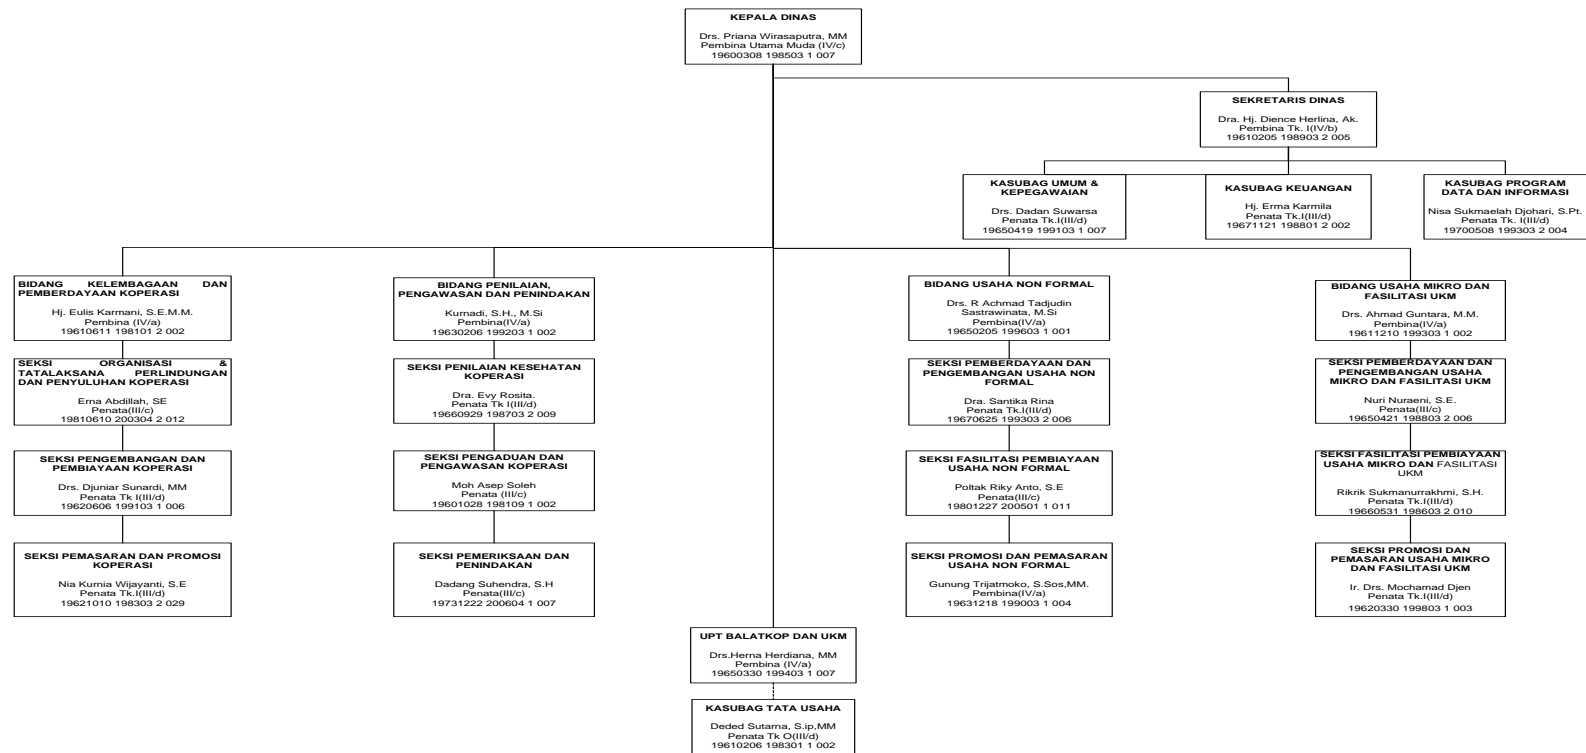 KEPALA DINAS
Drs. Priana Wirasaputra, MM
Pembina Utama Muda (IV/c)
19600308 198503 1 007
SEKRETARIS DINAS
Dra. Hj. Dience Herlina, Ak.
Pembina Tk. I(IV/b)
19610205 198903 2 005
KASUBAG UMUM &
KEPEGAWAIAN
Drs. Dadan Suwarsa
Penata Tk.I(III/d)
19650419 199103 1 007
KASUBAG KEUANGAN
Hj. Erma Karmila
Penata Tk.I(III/d)
19671121 198801 2 002
KASUBAG PROGRAM
DATA DAN INFORMASI
Nisa Sukmaelah Djohari, S.Pt.
Penata Tk. I(III/d)
19700508 199303 2 004
BIDANG KELEMBAGAAN DAN
PEMBERDAYAAN KOPERASI
Hj. Eulis Karmani, S.E.M.M.
Pembina (IV/a)
19610611 198101 2 002
SEKSI ORGANISASI &
TATALAKSANA PERLINDUNGAN
DAN PENYULUHAN KOPERASI
Erna Abdillah, SE
Penata(III/c)
19810610 200304 2 012
SEKSI PENGEMBANGAN DAN
PEMBIAYAAN KOPERASI
Drs. Djuniar Sunardi, MM
Penata Tk I(III/d)
19620606 199103 1 006
SEKSI PEMASARAN DAN PROMOSI
KOPERASI
Nia Kurnia Wijayanti, S.E
Penata Tk.I(III/d)
19621010 198303 2 029
BIDANG PENILAIAN,
PENGAWASAN DAN PENINDAKAN
Kurnadi, S.H., M.Si
Pembina(IV/a)
19630206 199203 1 002
SEKSI PENILAIAN KESEHATAN
KOPERASI
Dra. Evy Rosita.
Penata Tk I(III/d)
19660929 198703 2 009
SEKSI PENGADUAN DAN
PENGAWASAN KOPERASI
Moh Asep Soleh
Penata (III/c)
19601028 198109 1 002
SEKSI PEMERIKSAAN DAN
PENINDAKAN
Dadang Suhendra, S.H
Penata(III/c)
19731222 200604 1 007
BIDANG USAHA NON FORMAL
Drs. R Achmad Tadjudin
Sastrawinata, M.Si
Pembina(IV/a)
19650205 199603 1 001
SEKSI PEMBERDAYAAN DAN
PENGEMBANGAN USAHA NON
FORMAL
Dra. Santika Rina
Penata Tk.I(III/d)
19670625 199303 2 006
SEKSI FASILITASI PEMBIAYAAN
USAHA NON FORMAL
Poltak Riky Anto, S.E
Penata(III/c)
19801227 200501 1 011
SEKSI PROMOSI DAN PEMASARAN
USAHA NON FORMAL
Gunung Trijatmoko, S.Sos,MM.
Pembina(IV/a)
19631218 199003 1 004
BIDANG USAHA MIKRO DAN
FASILITASI UKM
Drs. Ahmad Guntara, M.M.
Pembina(IV/a)
19611210 199303 1 002
SEKSI PEMBERDAYAAN DAN
PENGEMBANGAN USAHA
MIKRO DAN FASILITASI UKM
Nuri Nuraeni, S.E.
Penata(III/c)
19650421 198803 2 006
SEKSI FASILITASI PEMBIAYAAN
USAHA MIKRO DAN FASILITASI
UKM
Rikrik Sukmanurrakhmi, S.H.
Penata Tk.I(III/d)
19660531 198603 2 010
SEKSI PROMOSI DAN
PEMASARAN USAHA MIKRO
DAN FASILITASI UKM
Ir. Drs. Mochamad Djen
Penata Tk.I(III/d)
19620330 199803 1 003
UPT BALATKOP DAN UKM
Drs.Herna Herdiana, MM
Pembina (IV/a)
19650330 199403 1 007
KASUBAG TATA USAHA
Deded Sutarna, S.ip,MM
Penata Tk O(III/d)
19610206 198301 1 002